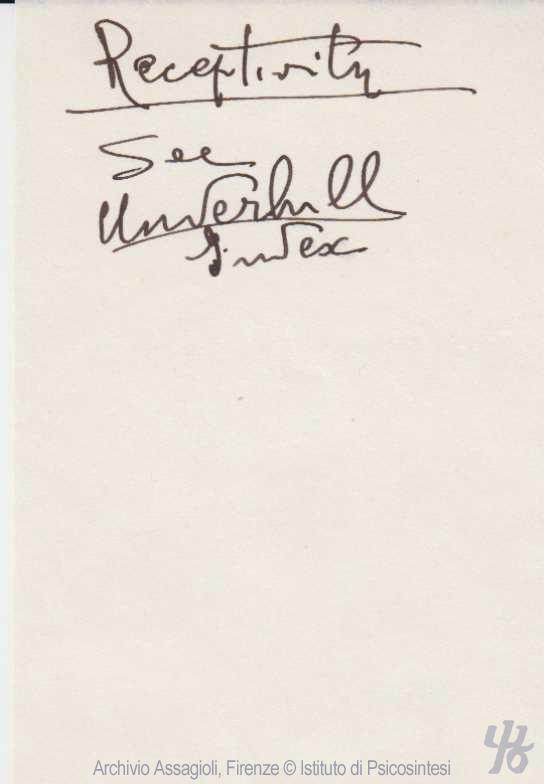 Receptivity
See
Underhill
Index
Archivio Assagioli, Firenze © Istituto di Psicosintesi